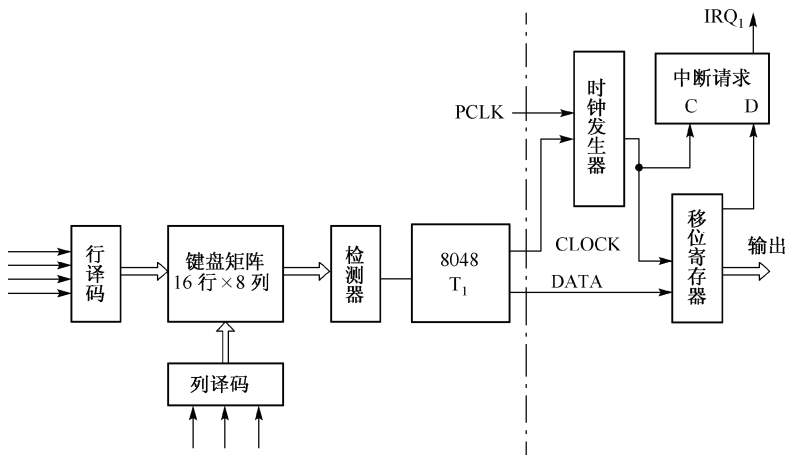 IRQ₁
中断请求
C D
时钟发生器
PCLK
行译码
键盘矩阵
16 行×8 列
检测器
8048
T₁
CLOCK
DATA
移位寄存器
输出
列译码